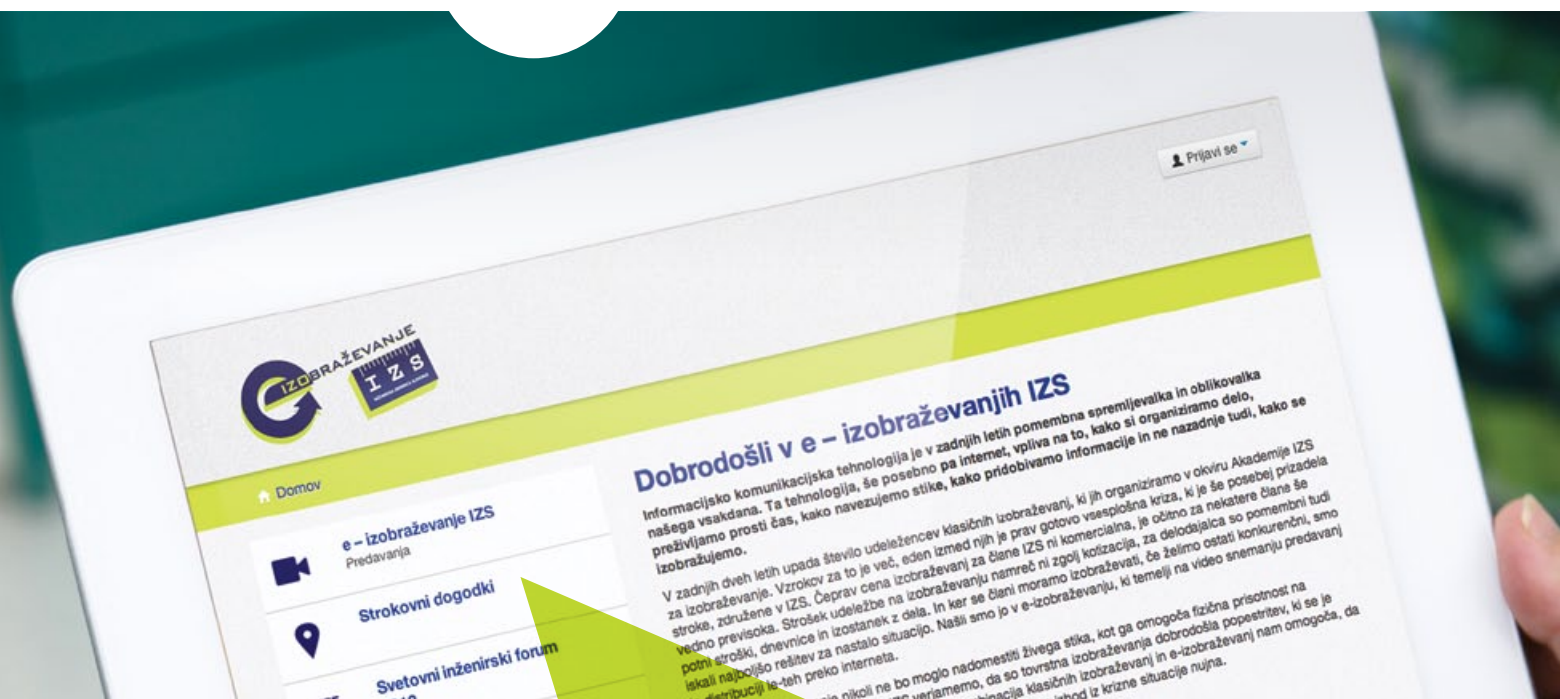 Prijavi se
IZOBRAŽEVANJE
IZS
Domov
e – izobraževanje IZS
Predavanja
Strokovni dogodki
Svetovni inženirski forum
Dobrodošli v e – izobraževanjih IZS
Informacijsko komunikacijska tehnologija je v zadnjih letih pomembna spremljevalka in oblikovalka
našega vsakdana. Ta tehnologija, še posebno pa internet, vpliva na to, kako si organiziramo delo,
preživljamo prosti čas, kako navezujemo stike, kako pridobivamo informacije in ne nazadnje tudi, kako se
izobražujemo.
V zadnjih dveh letih upada število udeležencev klasičnih izobraževanj, ki jih organiziramo v okviru Akademije IZS
za izobraževanje. Vzrokov za to je več, eden izmed njih je prav gotovo vsesplošna kriza, ki je še posebej prizadela
stroke, združene v IZS. Čeprav cena izobraževanj za člane IZS ni komercialna, je očitno za nekatere člane še
vedno previsoka. Strošek udeležbe na izobraževanju namreč ni zgolj kotizacija, za delodajalca so pomembni tudi
potni stroški, dnevnice in izostanek z dela. In ker se člani moramo izobraževati, če želimo ostati konkurenčni, smo
iskali najboljšo rešitev za nastalo situacijo. Našli smo jo v e-izobraževanju, ki temelji na video snemanju predavanj
distribuciji le-teh preko interneta.
nikoli ne bo moglo nadomestiti živega stika, kot ga omogoča fizična prisotnost na
verjamemo, da so tovrstna izobraževanja dobrodošla popestritev, ki se je
klasičnih izobraževanj in e-izobraževanj nam omogoča, da
izhod iz krizne situacije nujna.